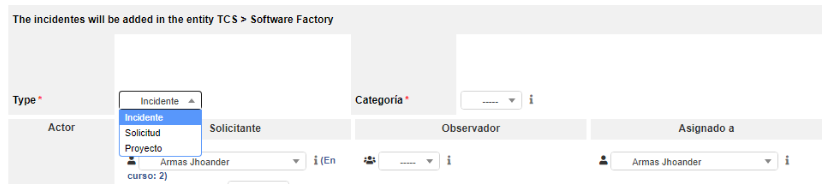 The incidentes will be added in the entity TCS > Software Factory
Type * Incidente Categoría * ----- i
Incidente
Solicitud
Proyecto
Actor Solicitante Observador Asignado a
Armas Jhoander i (En curso: 2) ----- i Armas Jhoander i